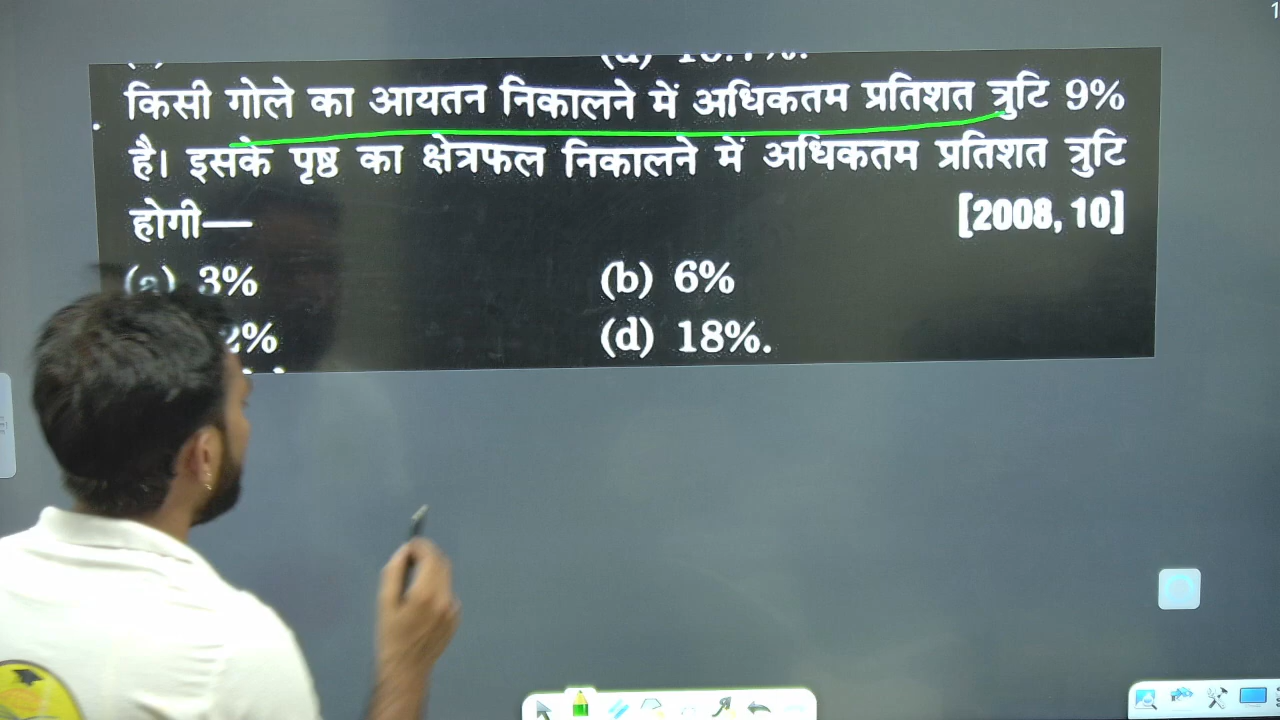 किसी गोले का आयतन निकालने में अधिकतम प्रतिशत त्रुटि 9%
है। इसके पृष्ठ का क्षेत्रफल निकालने में अधिकतम प्रतिशत त्रुटि
होगी— [2008, 10]
(a) 3% (b) 6%
2% (d) 18%.